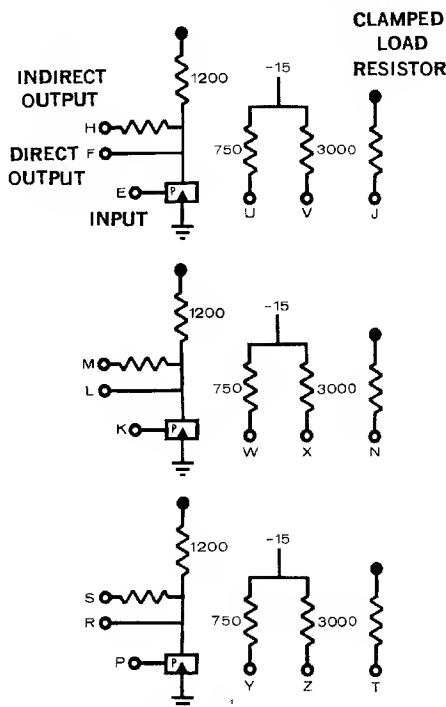 CLAMPED
LOAD
RESISTOR
-15
1200
INDIRECT
OUTPUT
H
F
DIRECT
OUTPUT
750
3000
E
P
INPUT
U
V
J
1200
-15
M
L
750
3000
K
P
W
X
N
1200
-15
S
R
750
3000
P
P
Y
Z
T